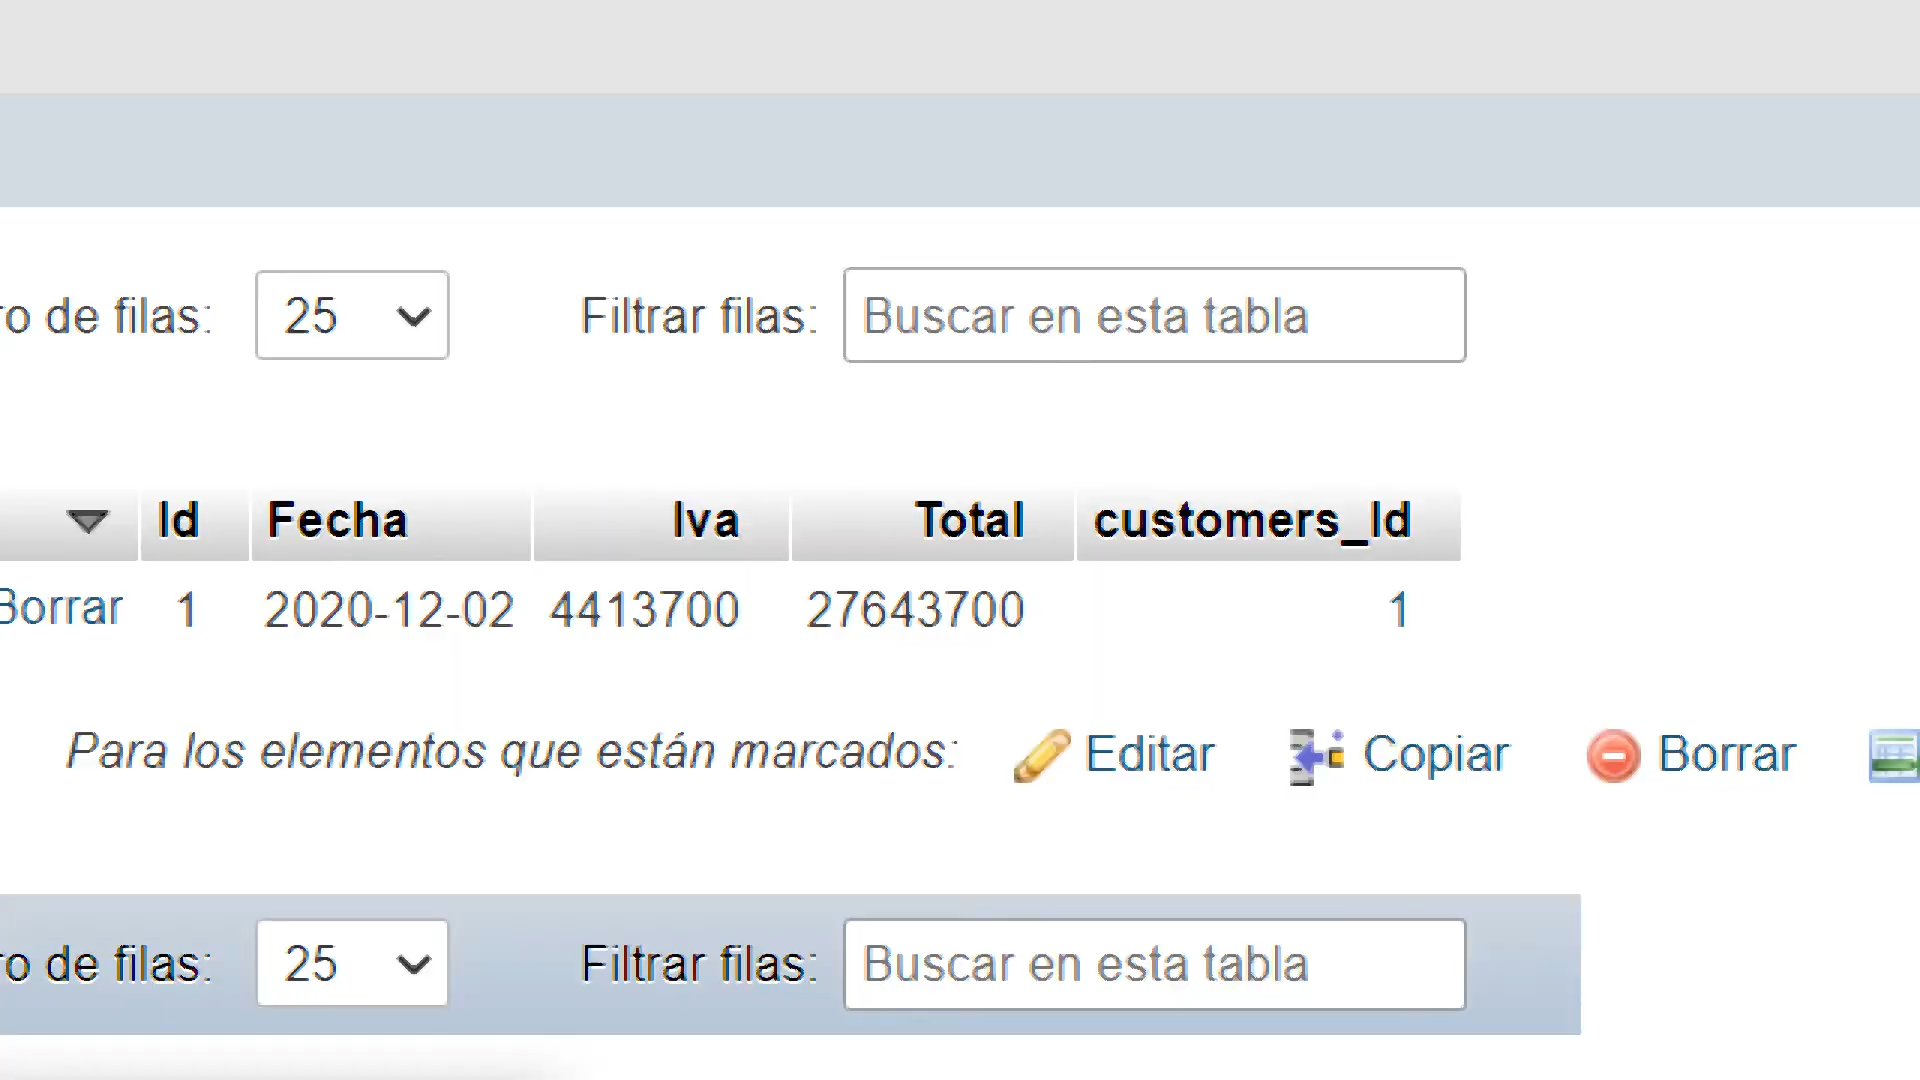 ro de filas: 25 Filtrar filas: Buscar en esta tabla
Id Fecha Iva Total customers_Id
Borrar 1 2020-12-02 4413700 27643700 1
Para los elementos que están marcados: Editar Copiar Borrar
ro de filas: 25 Filtrar filas: Buscar en esta tabla